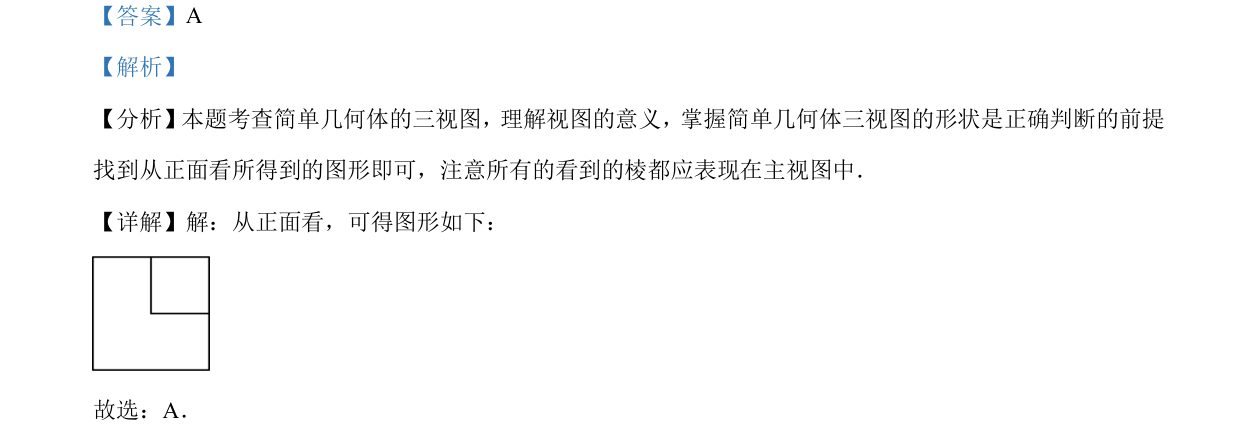 【答案】A
【解析】
【分析】本题考查简单几何体的三视图，理解视图的意义，掌握简单几何体三视图的形状是正确判断的前提
找到从正面看所得到的图形即可，注意所有的看到的棱都应表现在主视图中．
【详解】解：从正面看，可得图形如下：
故选：A．